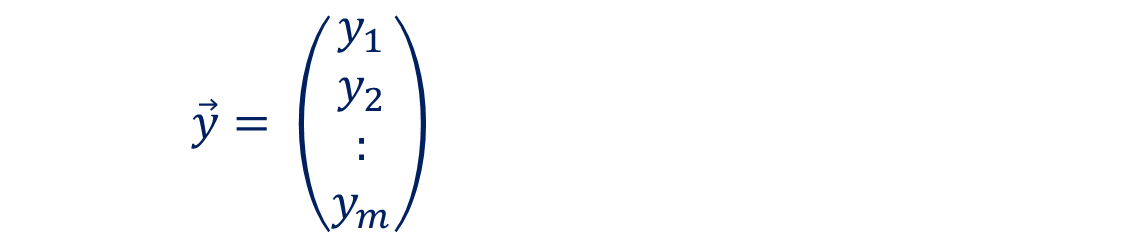 y₁
y₂
y⃗ = ( : )
yₘ